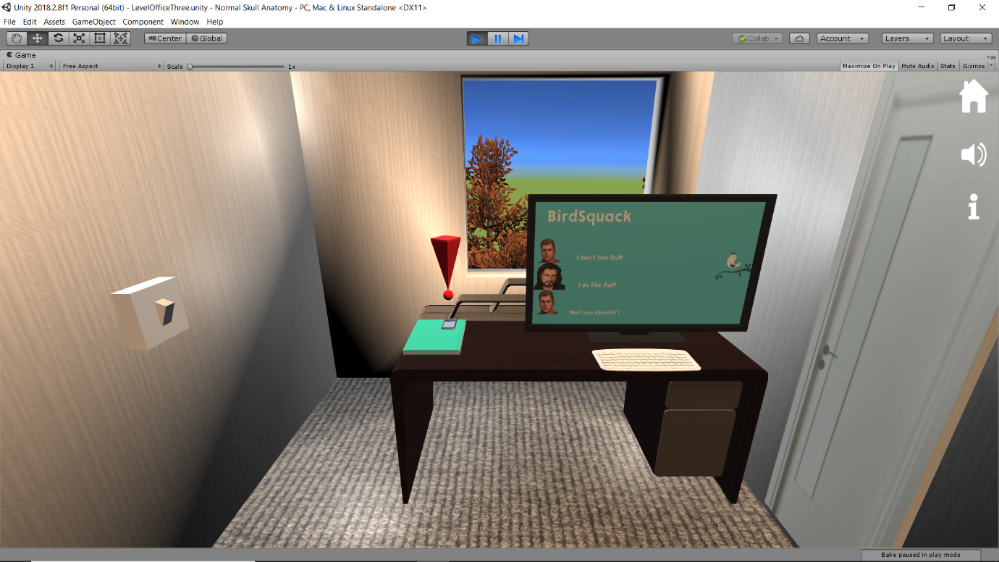 Unity 2018.2.8f1 Personal (64bit) - LevelOfficeThree.unity - Normal Skull Anatomy - PC, Mac & Linux Standalone <DX11>
File Edit Assets GameObject Component Window Help
Center Global Collab Account Layers Layout
Game
Display 1 Free Aspect Scale 1x Maximize On Play Mute Audio Stats Gizmos
BirdSquack
I don't like fluff
I do like fluff
Well you shouldn't
Bake paused in play mode